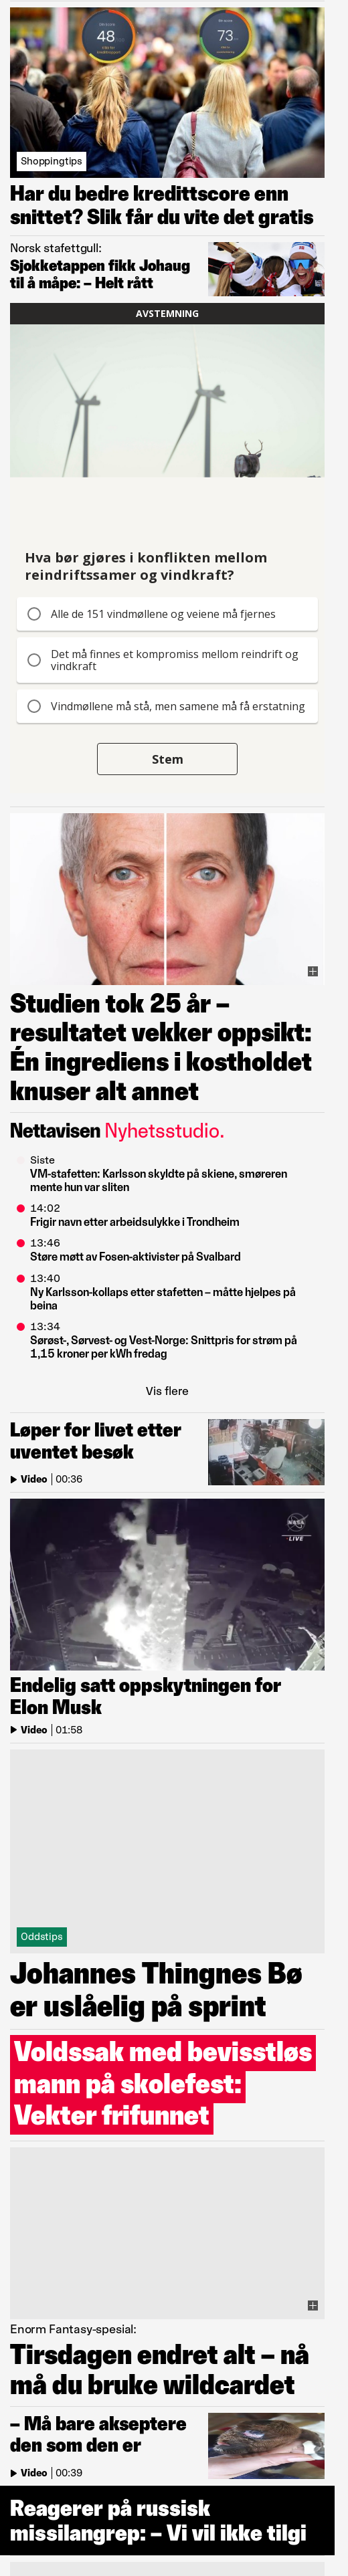 48
73
Shoppingtips
Har du bedre kredittscore enn
snittet? Slik får du vite det gratis
Norsk stafettgull:
Sjokketappen fikk Johaug
til å måpe: – Helt rått
AVSTEMNING
Hva bør gjøres i konflikten mellom
reindriftssamer og vindkraft?
Alle de 151 vindmøllene og veiene må fjernes
Det må finnes et kompromiss mellom reindrift og
vindkraft
Vindmøllene må stå, men samene må få erstatning
Stem
Studien tok 25 år –
resultatet vekker oppsikt:
Én ingrediens i kostholdet
knuser alt annet
Nettavisen Nyhetsstudio.
Siste
VM-stafetten: Karlsson skyldte på skiene, smøreren
mente hun var sliten
14:02
Frigir navn etter arbeidsulykke i Trondheim
13:46
Støre møtt av Fosen-aktivister på Svalbard
13:40
Ny Karlsson-kollaps etter stafetten – måtte hjelpes på
beina
13:34
Sørøst-, Sørvest- og Vest-Norge: Snittpris for strøm på
1,15 kroner per kWh fredag
Vis flere
Løper for livet etter
uventet besøk
Video | 00:36
NASA
LIVE
Endelig satt oppskytningen for
Elon Musk
Video | 01:58
Oddstips
Johannes Thingnes Bø
er uslåelig på sprint
Voldssak med bevisstløs
mann på skolefest:
Vekter frifunnet
Enorm Fantasy-spesial:
Tirsdagen endret alt – nå
må du bruke wildcardet
– Må bare akseptere
den som den er
Video | 00:39
Reagerer på russisk
missilangrep: – Vi vil ikke tilgi